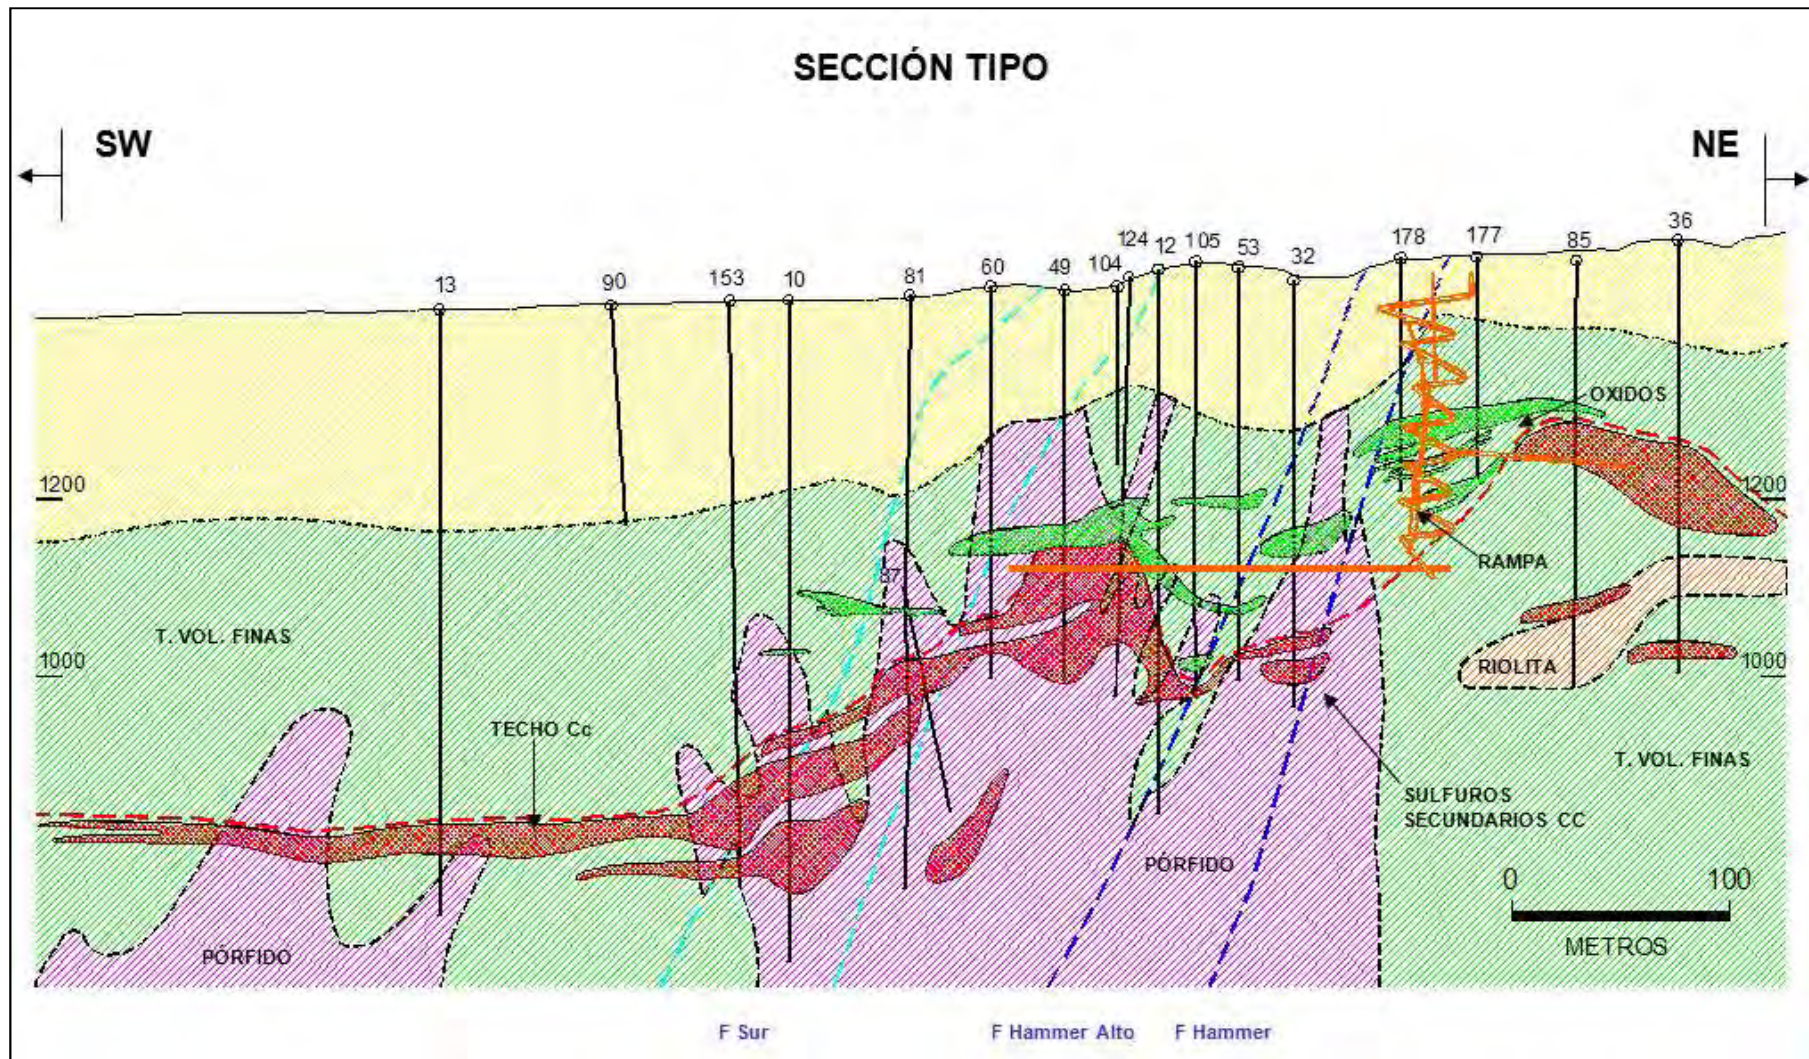 SECCIÓN TIPO
SW
NE
13
90
153
10
81
60
49
104
124
12
105
53
32
178
177
85
36
OXIDOS
1200
1200
RAMPA
87
T. VOL. FINAS
1000
RIOLITA
1000
TECHO Cc
T. VOL. FINAS
SULFUROS
SECUNDARIOS CC
PÓRFIDO
0
100
METROS
PÓRFIDO
F Sur
F Hammer Alto
F Hammer